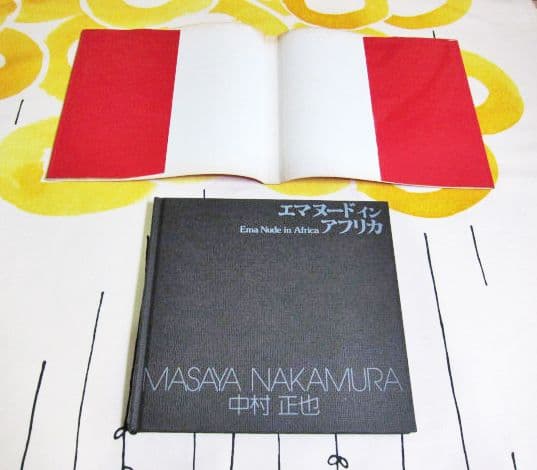 エマ ヌード イン
Ema Nude in Africa アフリカ
MASAYA NAKAMURA
中村 正也